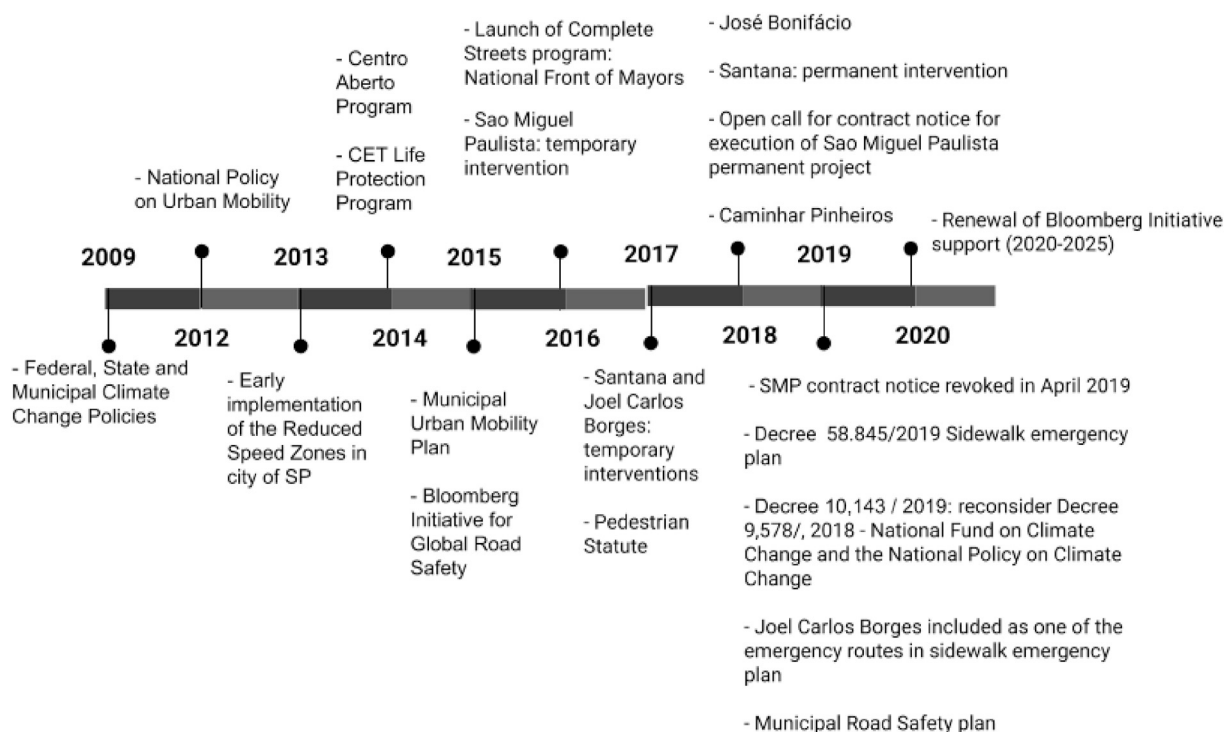 - National Policy
on Urban Mobility
- Centro
Aberto
Program
- CET Life
Protection
Program
- Launch of Complete
Streets program:
National Front of Mayors
- Sao Miguel
Paulista: temporary
intervention
- José Bonifácio
- Santana: permanent intervention
- Open call for contract notice for
execution of Sao Miguel Paulista
permanent project
- Caminhar Pinheiros
- Renewal of Bloomberg Initiative
support (2020-2025)
2009
2013
2015
2017
2019
2012
2014
2016
2018
2020
- Federal, State and
Municipal Climate
Change Policies
- Early
implementation
of the Reduced
Speed Zones in
city of SP
- Municipal
Urban Mobility
Plan
- Bloomberg
Initiative for
Global Road
Safety
- Santana and
Joel Carlos
Borges:
temporary
interventions
- Pedestrian
Statute
- SMP contract notice revoked in April 2019
- Decree 58.845/2019 Sidewalk emergency
plan
- Decree 10,143 / 2019: reconsider Decree
9,578/, 2018 - National Fund on Climate
Change and the National Policy on Climate
Change
- Joel Carlos Borges included as one of the
emergency routes in sidewalk emergency
plan
- Municipal Road Safety plan